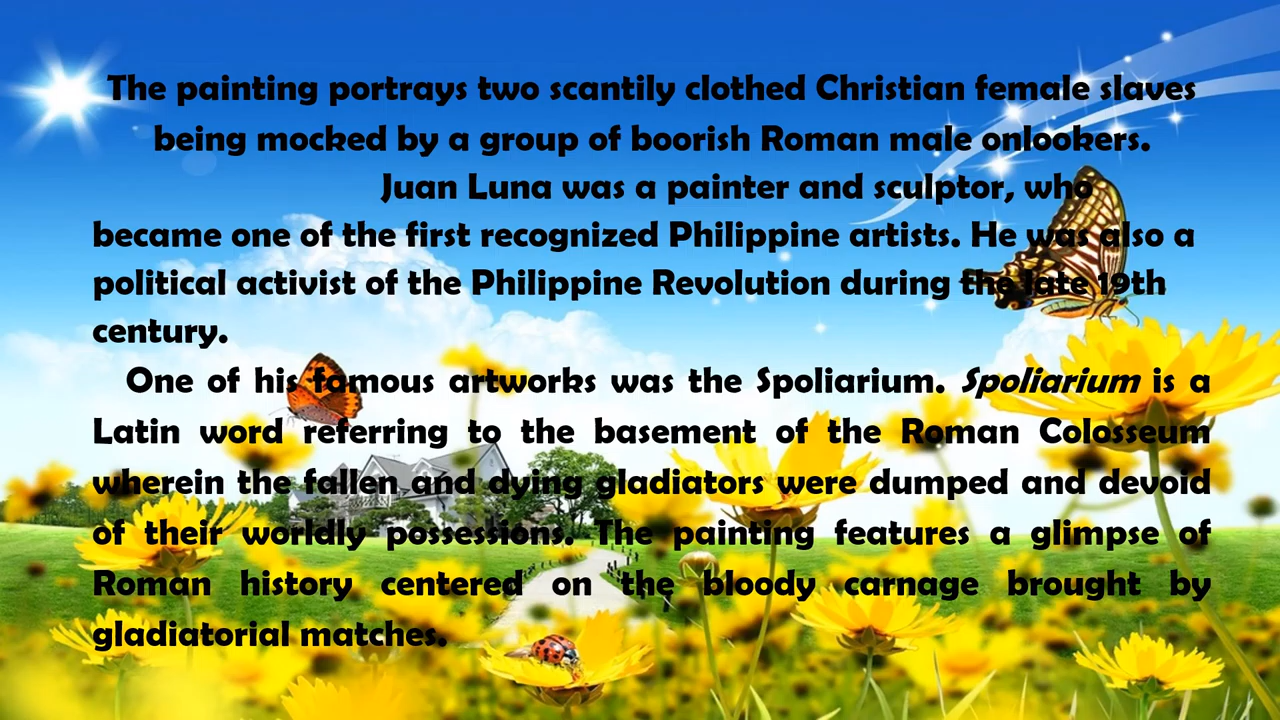 The painting portrays two scantily clothed Christian female slaves
being mocked by a group of boorish Roman male onlookers.
Juan Luna was a painter and sculptor, who
became one of the first recognized Philippine artists. He was also a
political activist of the Philippine Revolution during the late 19th
century.
One of his famous artworks was the Spoliarium. Spoliarium is a
Latin word referring to the basement of the Roman Colosseum
wherein the fallen and dying gladiators were dumped and devoid
of their worldly possessions. The painting features a glimpse of
Roman history centered on the bloody carnage brought by
gladiatorial matches.